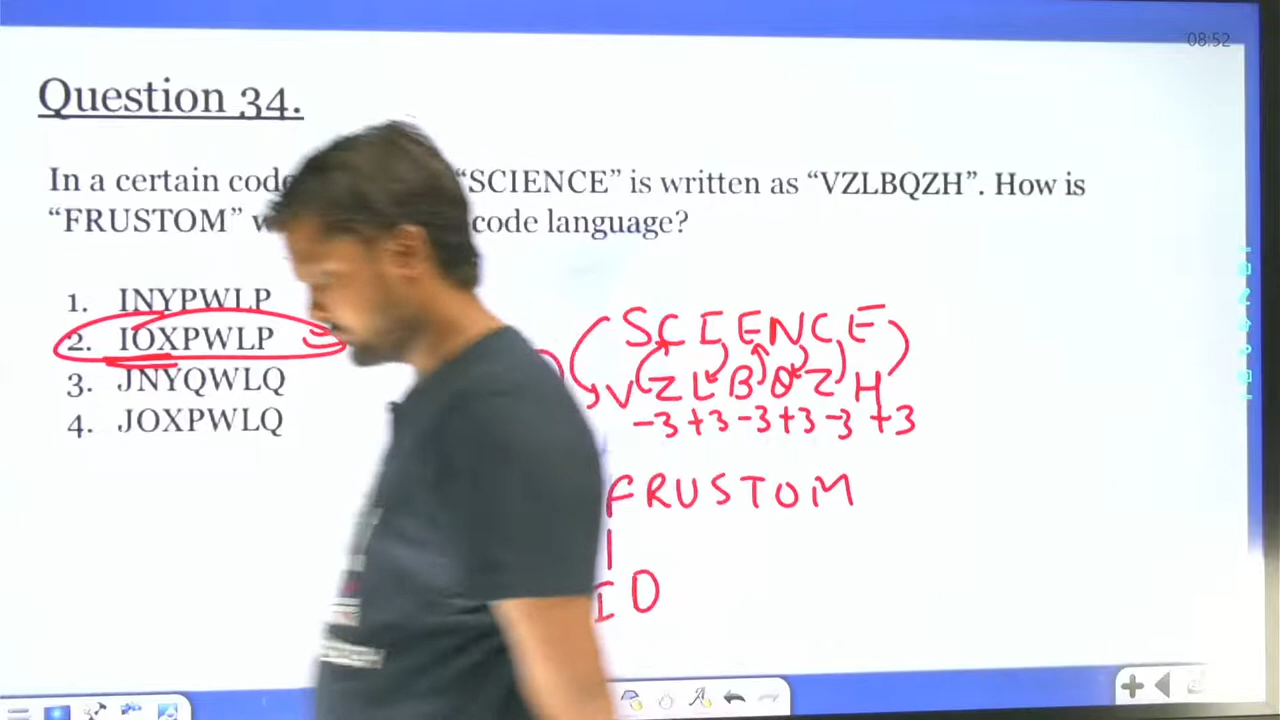 08:52
Question 34.
In a certain code “SCIENCE” is written as “VZLBQZH”. How is
“FRUSTOM” code language?
1. INYPWLP
2. IOXPWLP
3. JNYQWLQ
4. JOXPWLQ
SCIENCE
VZLBQZH
-3+3-3+3-3+3
FRUSTOM
IO